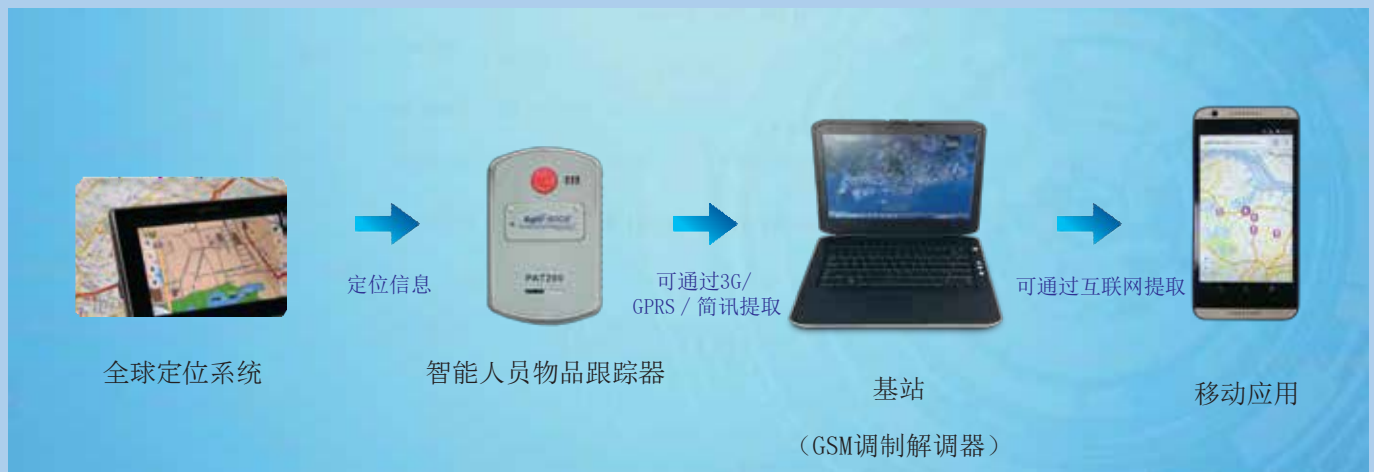 定位信息
可通过3G/
GPRS / 简讯提取
可通过互联网提取
PAT200
全球定位系统
智能人员物品跟踪器
基站
(GSM调制解调器)
移动应用